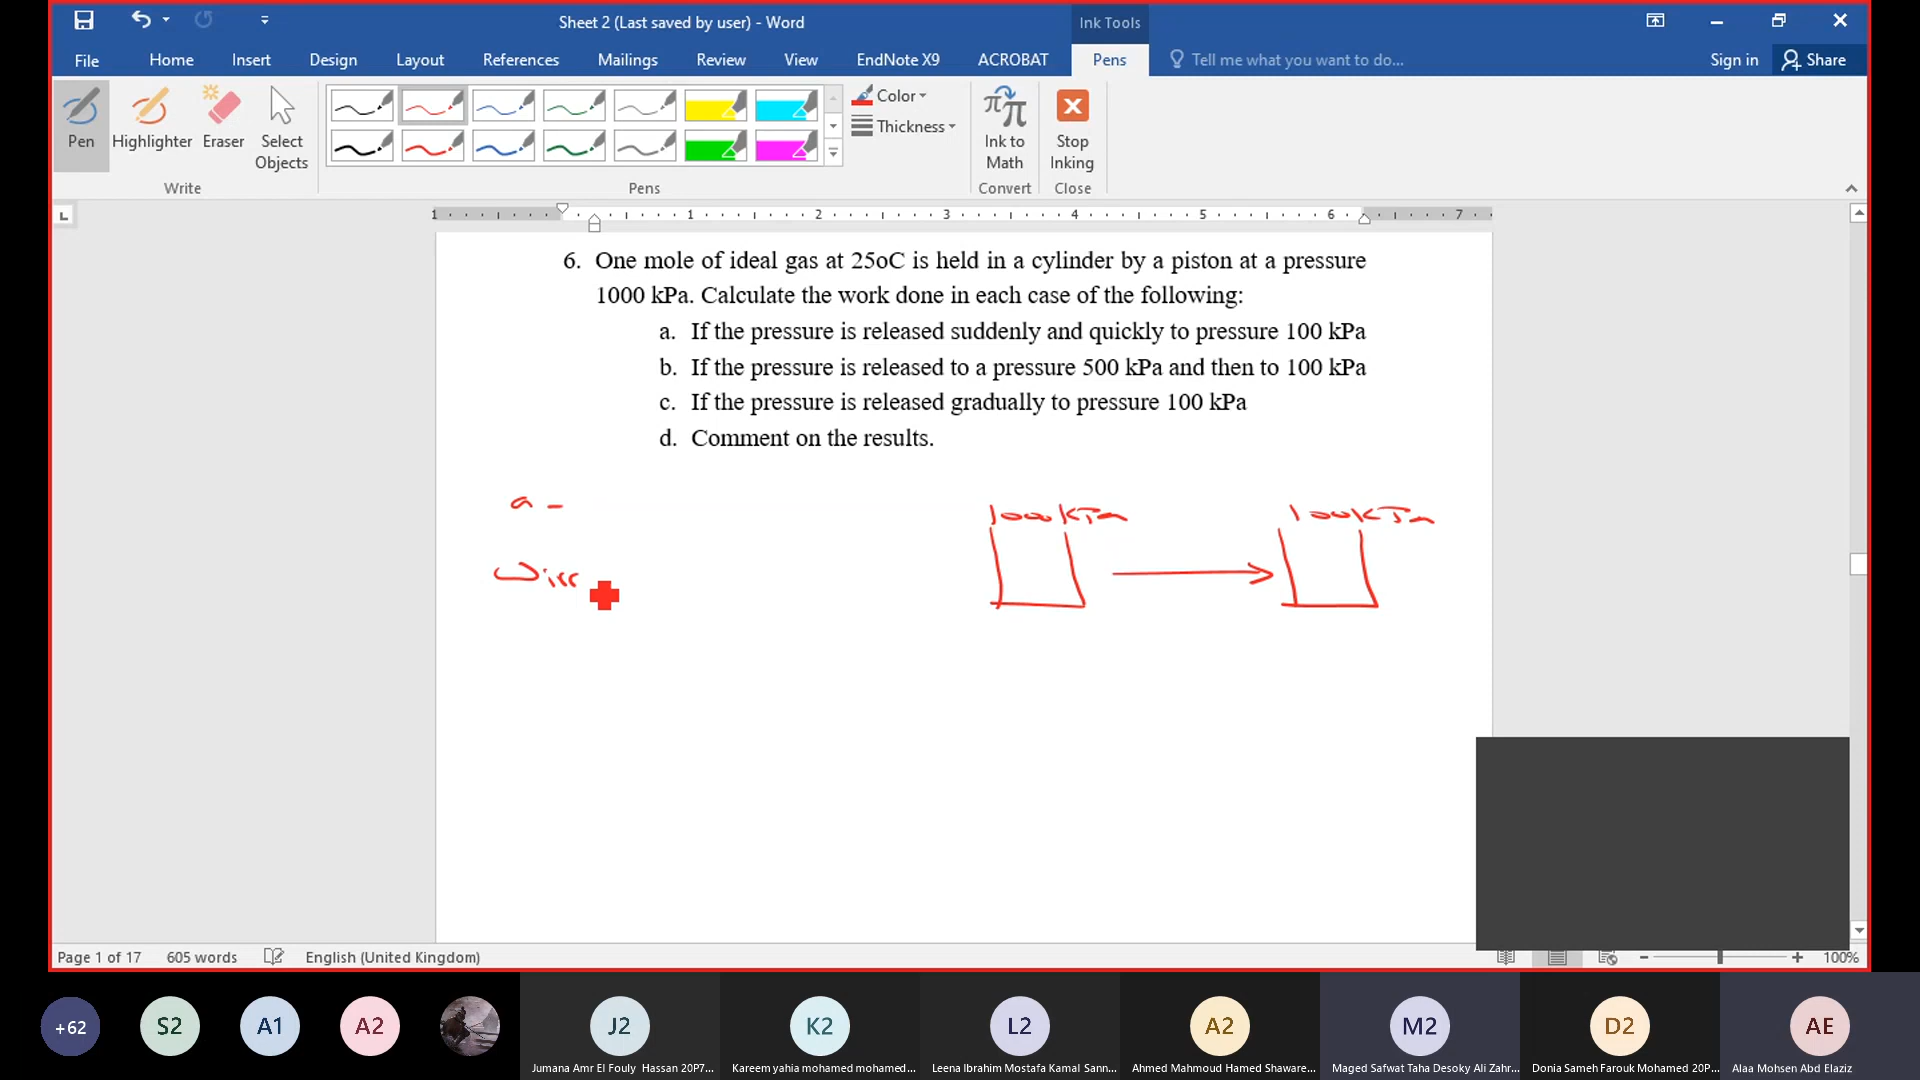 Sheet 2 (Last saved by user) - Word
Ink Tools
File Home Insert Design Layout References Mailings Review View EndNote X9 ACROBAT Pens Tell me what you want to do... Sign in Share
Pen Highlighter Eraser Select Objects
Color
Thickness
Ink to Math
Stop Inking
Write Pens Convert Close
L
1 1 2 3 4 5 6 7
6. One mole of ideal gas at 25oC is held in a cylinder by a piston at a pressure
1000 kPa. Calculate the work done in each case of the following:
a. If the pressure is released suddenly and quickly to pressure 100 kPa
b. If the pressure is released to a pressure 500 kPa and then to 100 kPa
c. If the pressure is released gradually to pressure 100 kPa
d. Comment on the results.
a -
1000 kPa 100 kPa
Wirr
Page 1 of 17 605 words English (United Kingdom) 100%
+62 S2 A1 A2 J2 K2 L2 A2 M2 D2 AE
Jumana Amr El Fouly Hassan 20P7... Kareem yahia mohamed mohamed... Leena Ibrahim Mostafa Kamal Sann... Ahmed Mahmoud Hamed Shaware... Maged Safwat Taha Desoky Ali Zahr... Donia Sameh Farouk Mohamed 20P... Alaa Mohsen Abd Elaziz